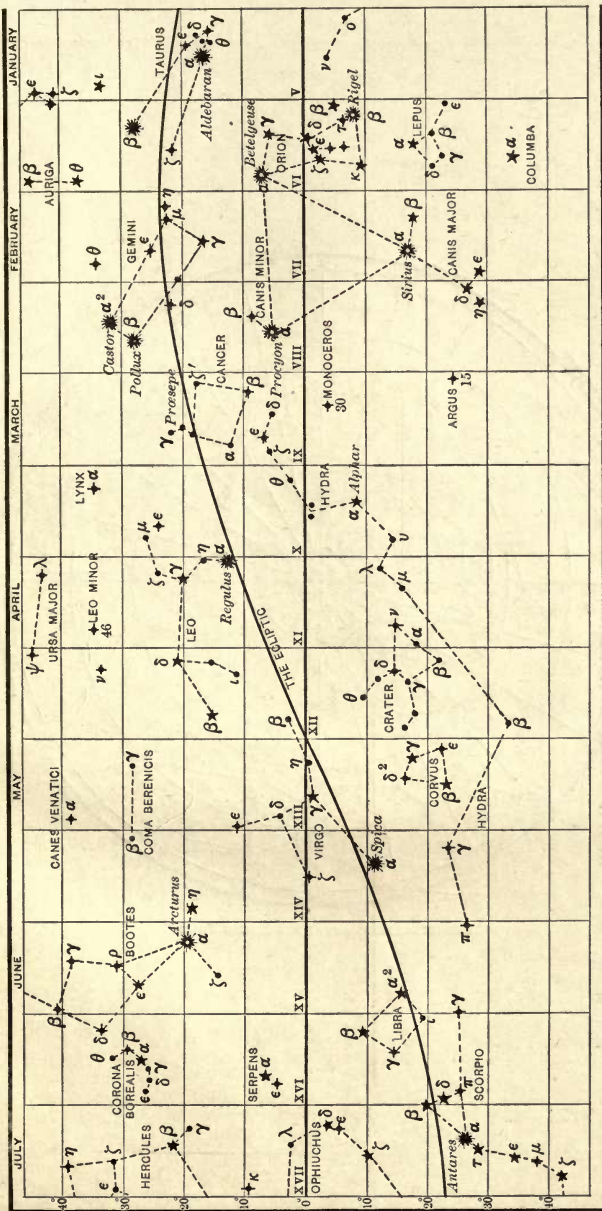 JULY
JUNE
MAY
APRIL
MARCH
FEBRUARY
JANUARY
40°
30°
20°
10°
0°
10°
20°
30°
40°
XVII
XVI
XV
XIV
XIII
XII
XI
X
IX
VIII
VII
VI
V
η
ζ
ε
HERCULES
β
γ
κ
λ
OPHIUCHUS
δ
ε
ζ
Antares
α
τ
ε
μ
ζ
CORONA
BOREALIS
θ
β
α
γ
δ
ε
SERPENS
α
ε
β
δ
π
SCORPIO
γ
β
δ
γ
ρ
ε
BOOTES
Arcturus
α
η
ζ
β
γ
LIBRA
α²
ι
π
CANES VENATICI
α
COMA BERENICIS
β
γ
ε
δ
ζ
VIRGO
γ
η
Spica
α
γ
HYDRA
β
CORVUS
δ²
γ
β
ε
URSA MAJOR
ψ
λ
LEO MINOR
46
ν
LEO
δ
β
ι
β
γ
ζ
η
μ
ε
Regulus
α
THE ECLIPTIC
CRATER
θ
δ
ν
α
β
γ
λ
μ
υ
LYNX
α
HYDRA
Alphar
α
θ
ζ
ε
δ
CANCER
γ
Præsepe
ζ'
β
α
MONOCEROS
30
ARGUS
15
Castor α²
Pollux
β
GEMINI
δ
ε
γ
μ
η
θ
CANIS MINOR
β
Procyon
α
CANIS MAJOR
Sirius
α
β
δ
ε
η
AURIGA
β
θ
ε
ζ
ι
TAURUS
Aldebaran
α
β
ζ
ε
δ
γ
θ
Betelgeuse
α
ORION
γ
δ
ε
ζ
κ
τ
β
Rigel
β
LEPUS
α
β
γ
δ
ε
COLUMBA
α
ν
ο